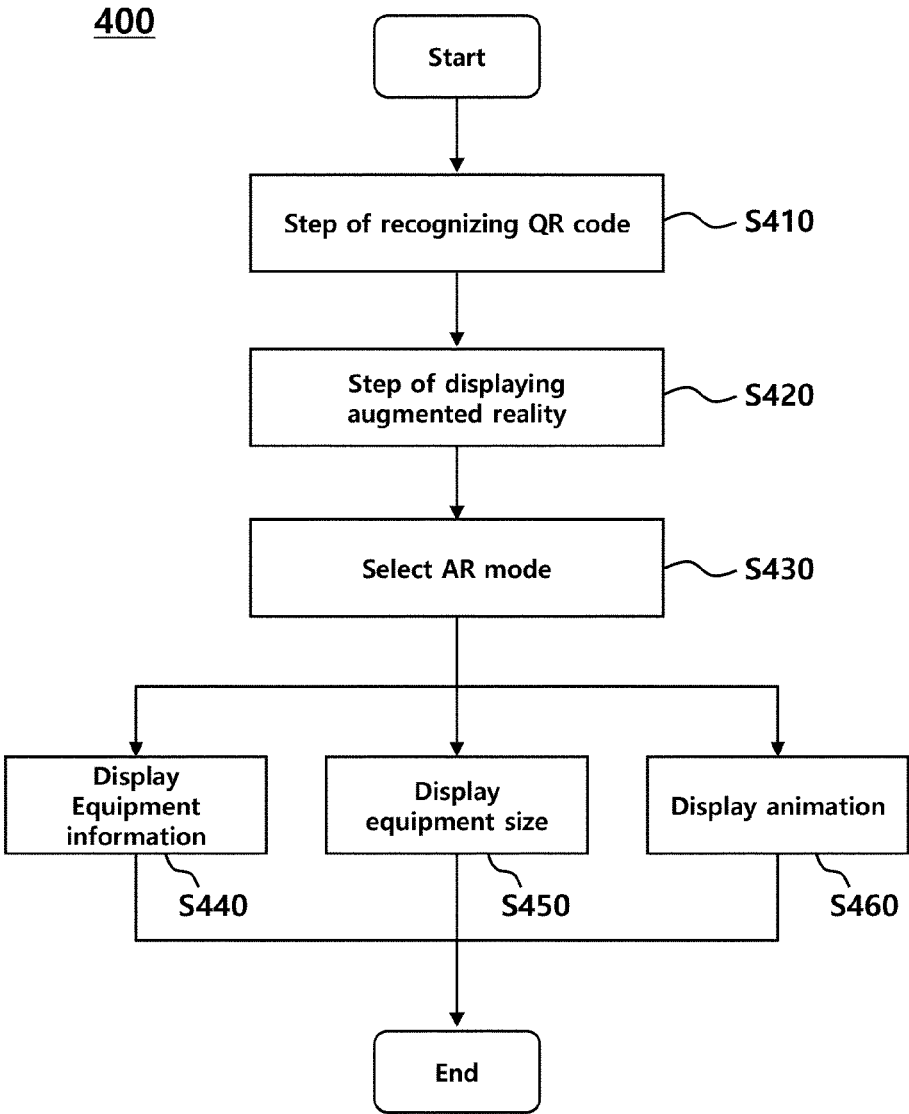 400
Start
Step of recognizing QR code
S410
Step of displaying
augmented reality
S420
Select AR mode
S430
Display
Equipment
information
S440
Display
equipment size
S450
Display animation
S460
End